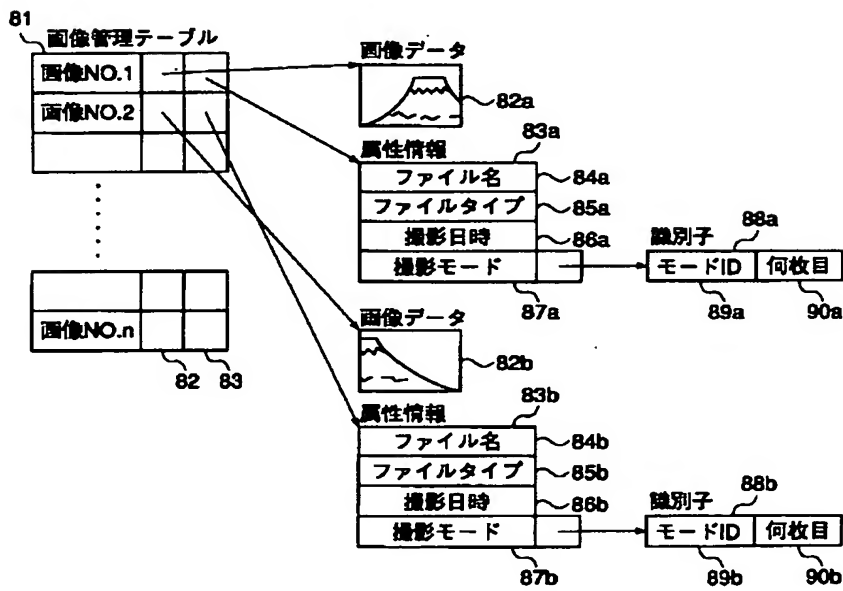 81
画像管理テーブル
画像NO.1
画像NO.2
画像NO.n
82
83
画像データ
82a
83a
属性情報
ファイル名
84a
ファイルタイプ
85a
撮影日時
86a
撮影モード
87a
88a
識別子
モードID
何枚目
89a
90a
画像データ
82b
83b
属性情報
ファイル名
84b
ファイルタイプ
85b
撮影日時
86b
撮影モード
87b
88b
識別子
モードID
何枚目
89b
90b